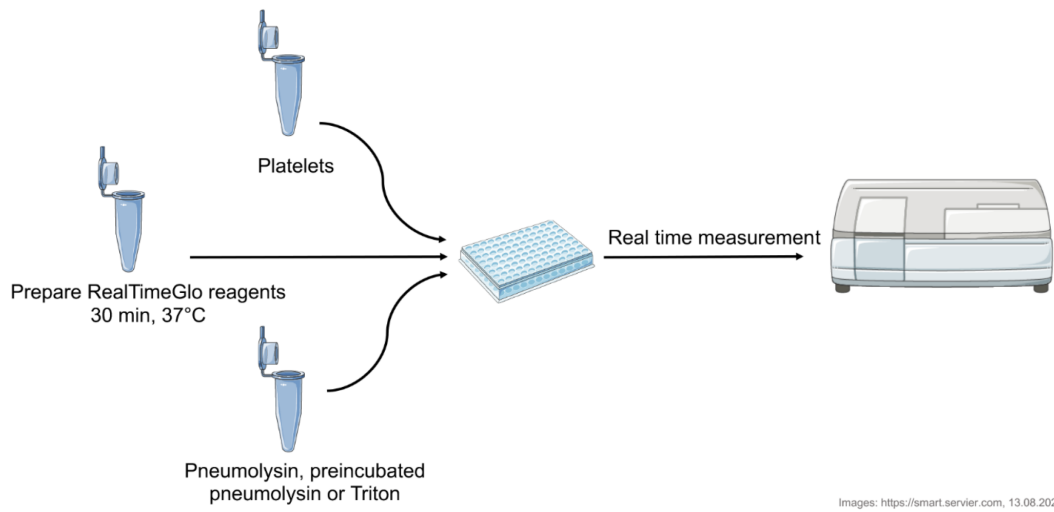 Platelets
Prepare RealTimeGlo reagents
30 min, 37°C
Real time measurement
Pneumolysin, preincubated
pneumolysin or Triton
Images: https://smart.servier.com, 13.08.202